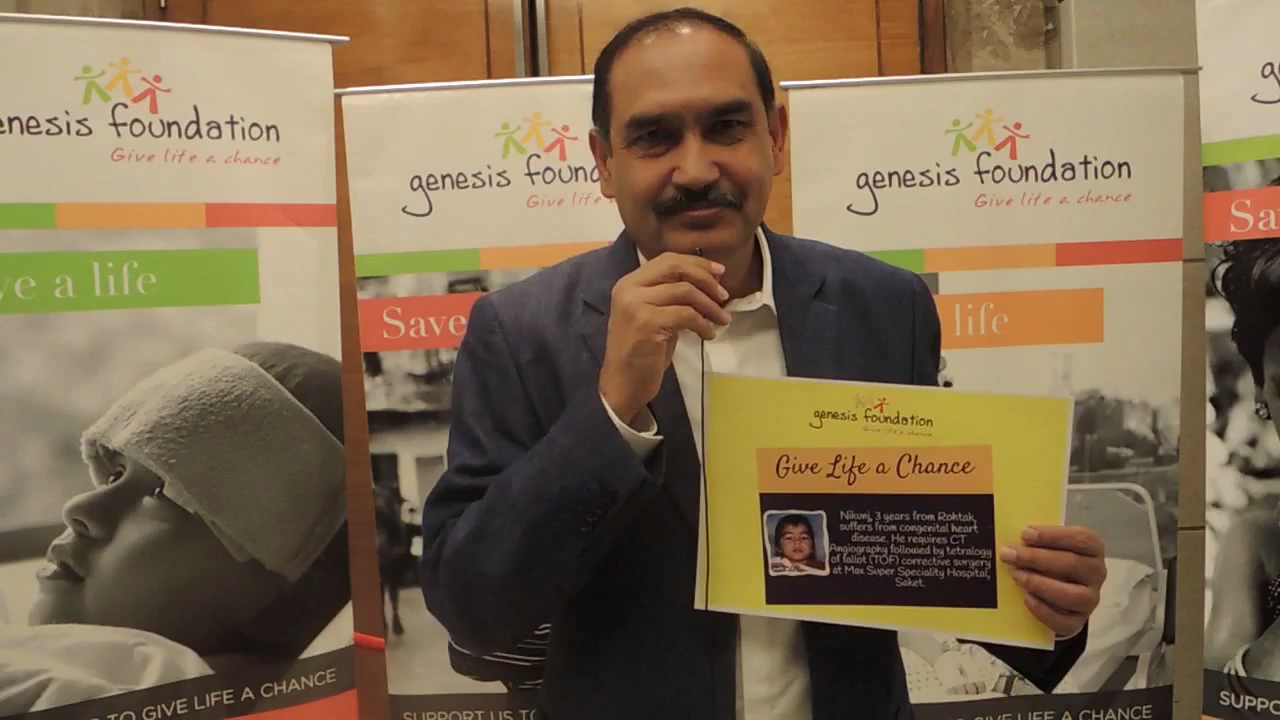 enesis foundation
Give life a chance
ve a life
TO GIVE LIFE A CHANCE
genesis found
Give life
Save
SUPPORT US TO
genesis foundation
Give life a chance
life
GIVE LIFE A CHANCE
g
Sa
SUPPO
genesis foundation
Give life a chance
Give Life a Chance
Nikunj, 3 years from Rohtak,
suffers from congenital heart
disease. He requires CT
Angiography followed by tetralogy
of fallot (TOF) corrective surgery
at Max Super Speciality Hospital,
Saket.